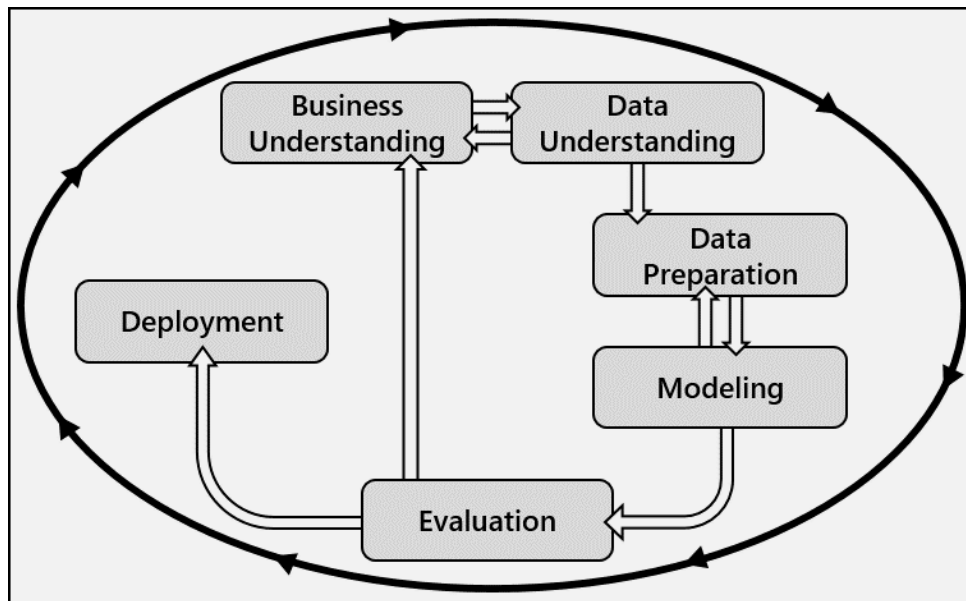 Business
Understanding
Data
Understanding
Data
Preparation
Deployment
Modeling
Evaluation